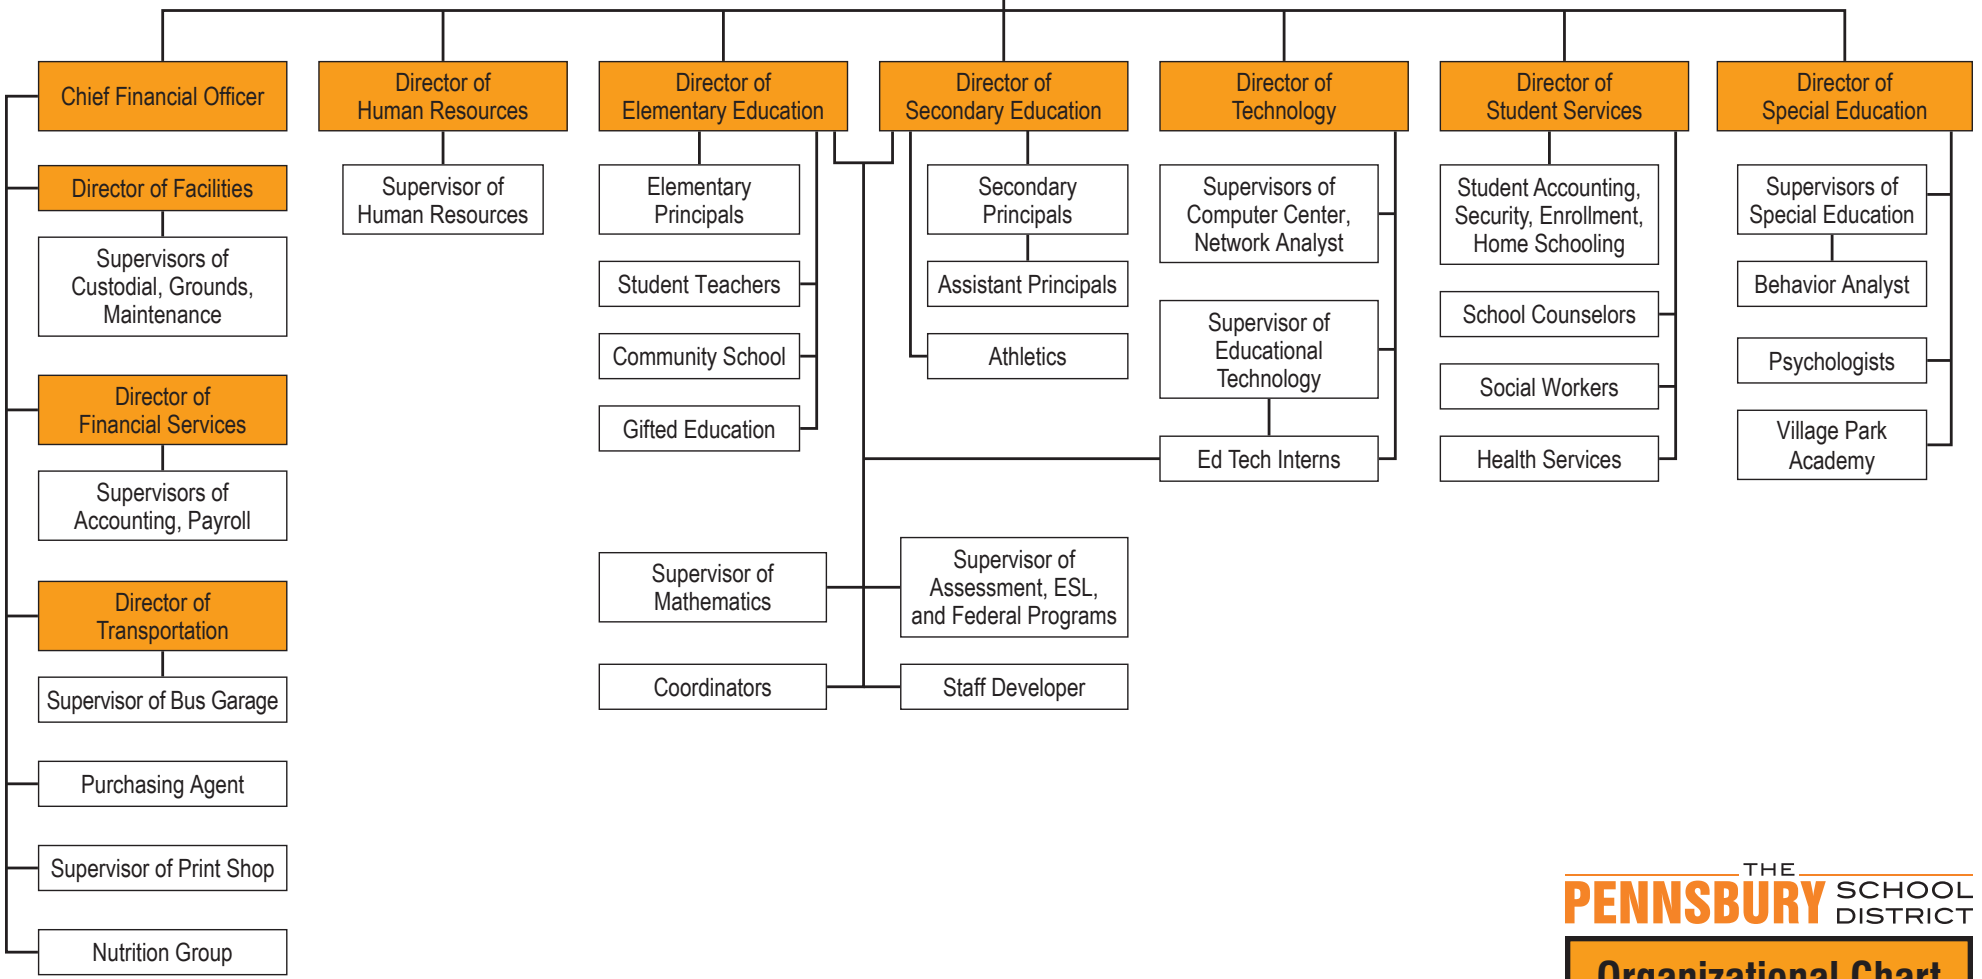 Chief Financial Officer
Director of Facilities
Supervisors of
Custodial, Grounds,
Maintenance
Director of
Financial Services
Supervisors of
Accounting, Payroll
Director of
Transportation
Supervisor of Bus Garage
Purchasing Agent
Supervisor of Print Shop
Nutrition Group
Director of
Human Resources
Supervisor of
Human Resources
Director of
Elementary Education
Elementary
Principals
Student Teachers
Community School
Gifted Education
Director of
Secondary Education
Secondary
Principals
Assistant Principals
Athletics
Supervisor of
Mathematics
Supervisor of
Assessment, ESL,
and Federal Programs
Coordinators
Staff Developer
Director of
Technology
Supervisors of
Computer Center,
Network Analyst
Supervisor of
Educational
Technology
Ed Tech Interns
Director of
Student Services
Student Accounting,
Security, Enrollment,
Home Schooling
School Counselors
Social Workers
Health Services
Director of
Special Education
Supervisors of
Special Education
Behavior Analyst
Psychologists
Village Park
Academy
THE
PENNSBURY SCHOOL
DISTRICT
Organizational Chart